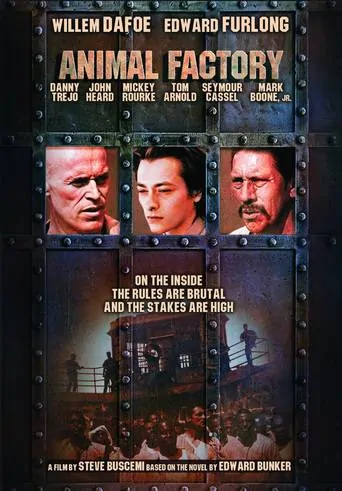 WILLEM DAFOE EDWARD FURLONG
ANIMAL FACTORY
DANNY TREJO JOHN HEARD MICKEY ROURKE TOM ARNOLD SEYMOUR CASSEL MARK BOONE, JR.
ON THE INSIDE
THE RULES ARE BRUTAL
AND THE STAKES ARE HIGH
A FILM BY STEVE BUSCEMI BASED ON THE NOVEL BY EDWARD BUNKER